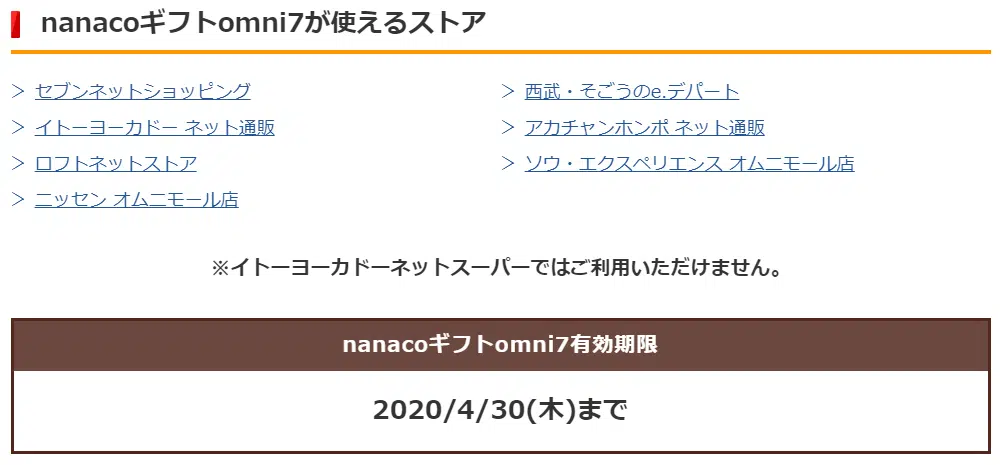 nanacoギフトomni7が使えるストア
＞ セブンネットショッピング
＞ 西武・そごうのe.デパート
＞ イトーヨーカドー ネット通販
＞ アカチャンホンポ ネット通販
＞ ロフトネットストア
＞ ソウ・エクスペリエンス オムニモール店
＞ ニッセン オムニモール店
※イトーヨーカドーネットスーパーではご利用いただけません。
nanacoギフトomni7有効期限
2020/4/30(木)まで